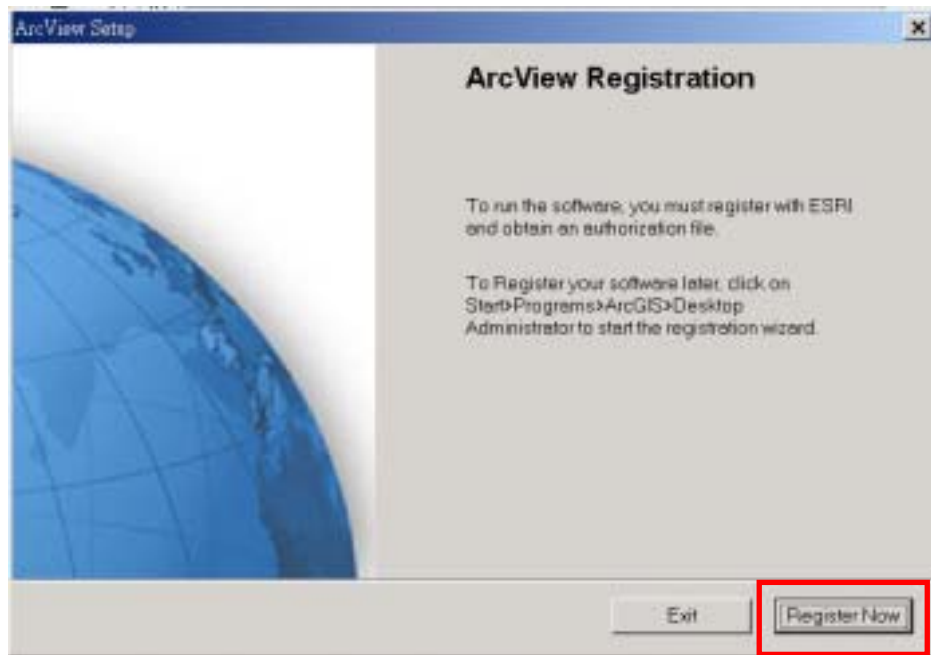 ArcView Setup
ArcView Registration
To run the software, you must register with ESRI
and obtain an authorization file.
To Register your software later, click on
Start>Programs>ArcGIS>Desktop
Administrator to start the registration wizard.
Exit
Register Now